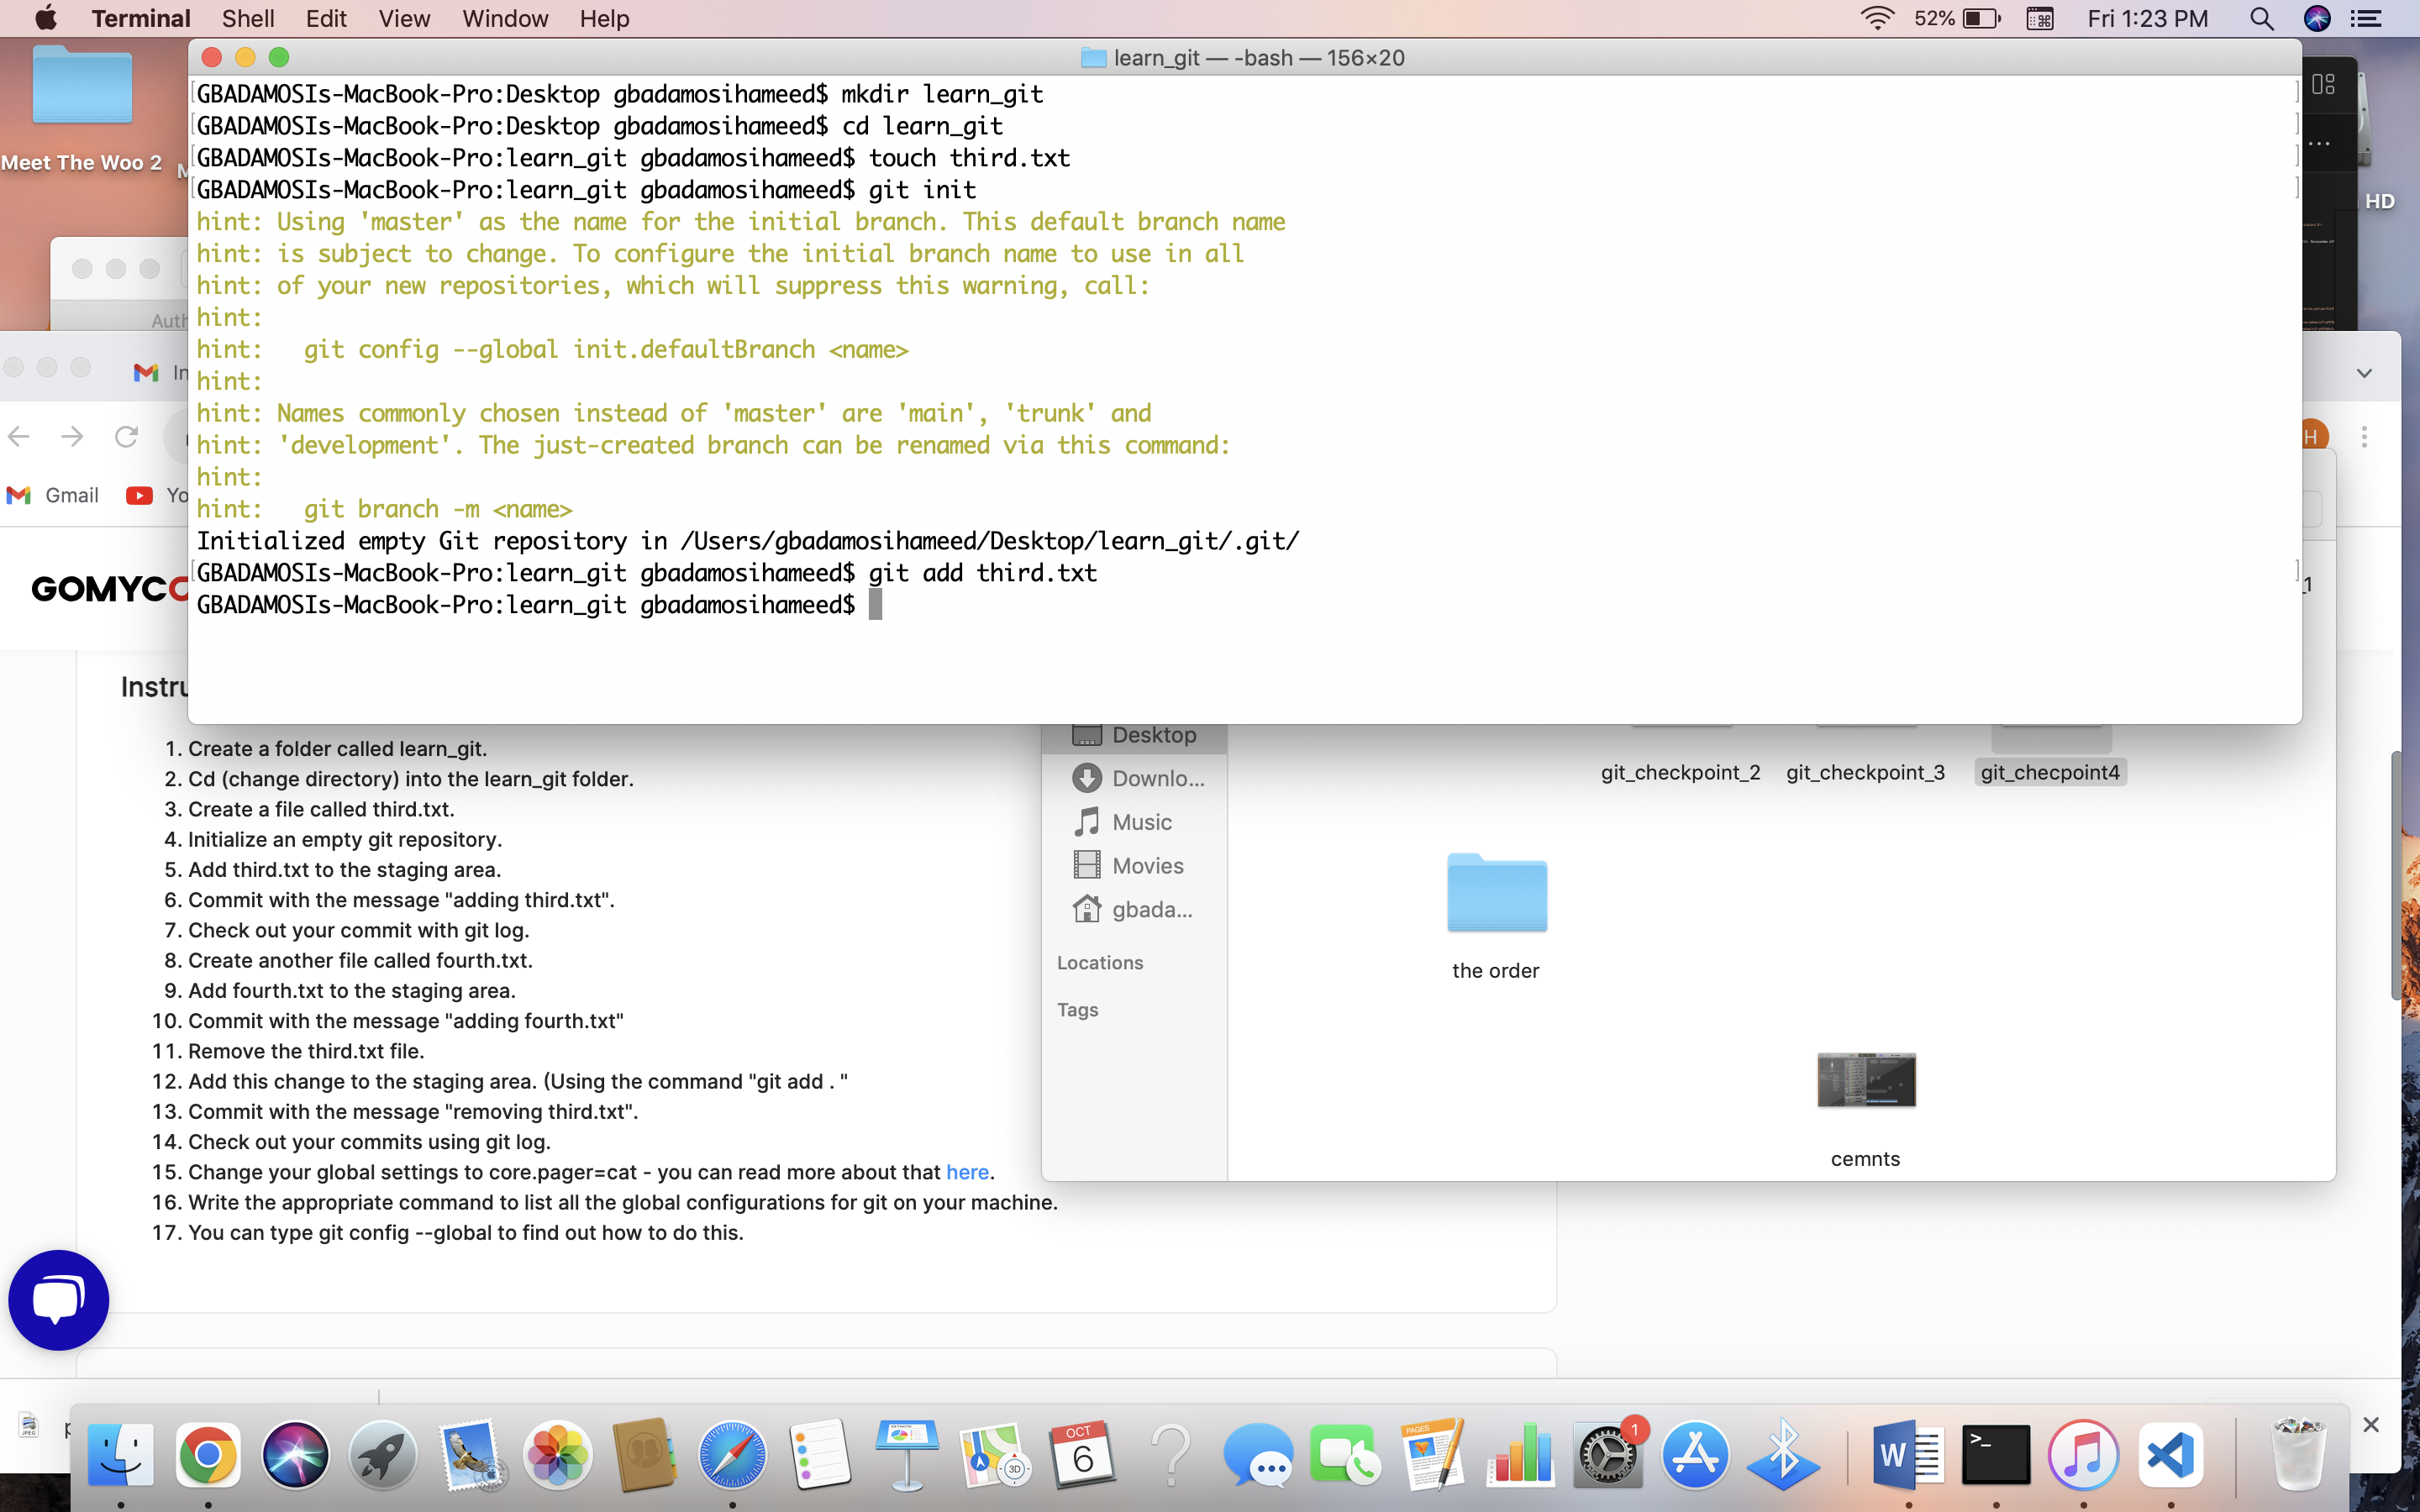 Terminal Shell Edit View Window Help
52% Fri 1:23 PM
learn_git — -bash — 156×20
GBADAMOSIs-MacBook-Pro:Desktop gbadamosihameed$ mkdir learn_git
GBADAMOSIs-MacBook-Pro:Desktop gbadamosihameed$ cd learn_git
GBADAMOSIs-MacBook-Pro:learn_git gbadamosihameed$ touch third.txt
GBADAMOSIs-MacBook-Pro:learn_git gbadamosihameed$ git init
hint: Using 'master' as the name for the initial branch. This default branch name
hint: is subject to change. To configure the initial branch name to use in all
hint: of your new repositories, which will suppress this warning, call:
hint:
hint:   git config --global init.defaultBranch <name>
hint:
hint: Names commonly chosen instead of 'master' are 'main', 'trunk' and
hint: 'development'. The just-created branch can be renamed via this command:
hint:
hint:   git branch -m <name>
Initialized empty Git repository in /Users/gbadamosihameed/Desktop/learn_git/.git/
GBADAMOSIs-MacBook-Pro:learn_git gbadamosihameed$ git add third.txt
GBADAMOSIs-MacBook-Pro:learn_git gbadamosihameed$
Meet The Woo 2
HD
Auth
In
H
Gmail Yo
GOMYCO
Instru
1. Create a folder called learn_git.
2. Cd (change directory) into the learn_git folder.
3. Create a file called third.txt.
4. Initialize an empty git repository.
5. Add third.txt to the staging area.
6. Commit with the message "adding third.txt".
7. Check out your commit with git log.
8. Create another file called fourth.txt.
9. Add fourth.txt to the staging area.
10. Commit with the message "adding fourth.txt"
11. Remove the third.txt file.
12. Add this change to the staging area. (Using the command "git add . "
13. Commit with the message "removing third.txt".
14. Check out your commits using git log.
15. Change your global settings to core.pager=cat - you can read more about that here.
16. Write the appropriate command to list all the global configurations for git on your machine.
17. You can type git config --global to find out how to do this.
Desktop
Downlo...
Music
Movies
gbada...
Locations
Tags
_1
git_checkpoint_2 git_checkpoint_3 git_checpoint4
the order
cemnts
JPEG
OCT
6
3D
PAGES
1
W
>_